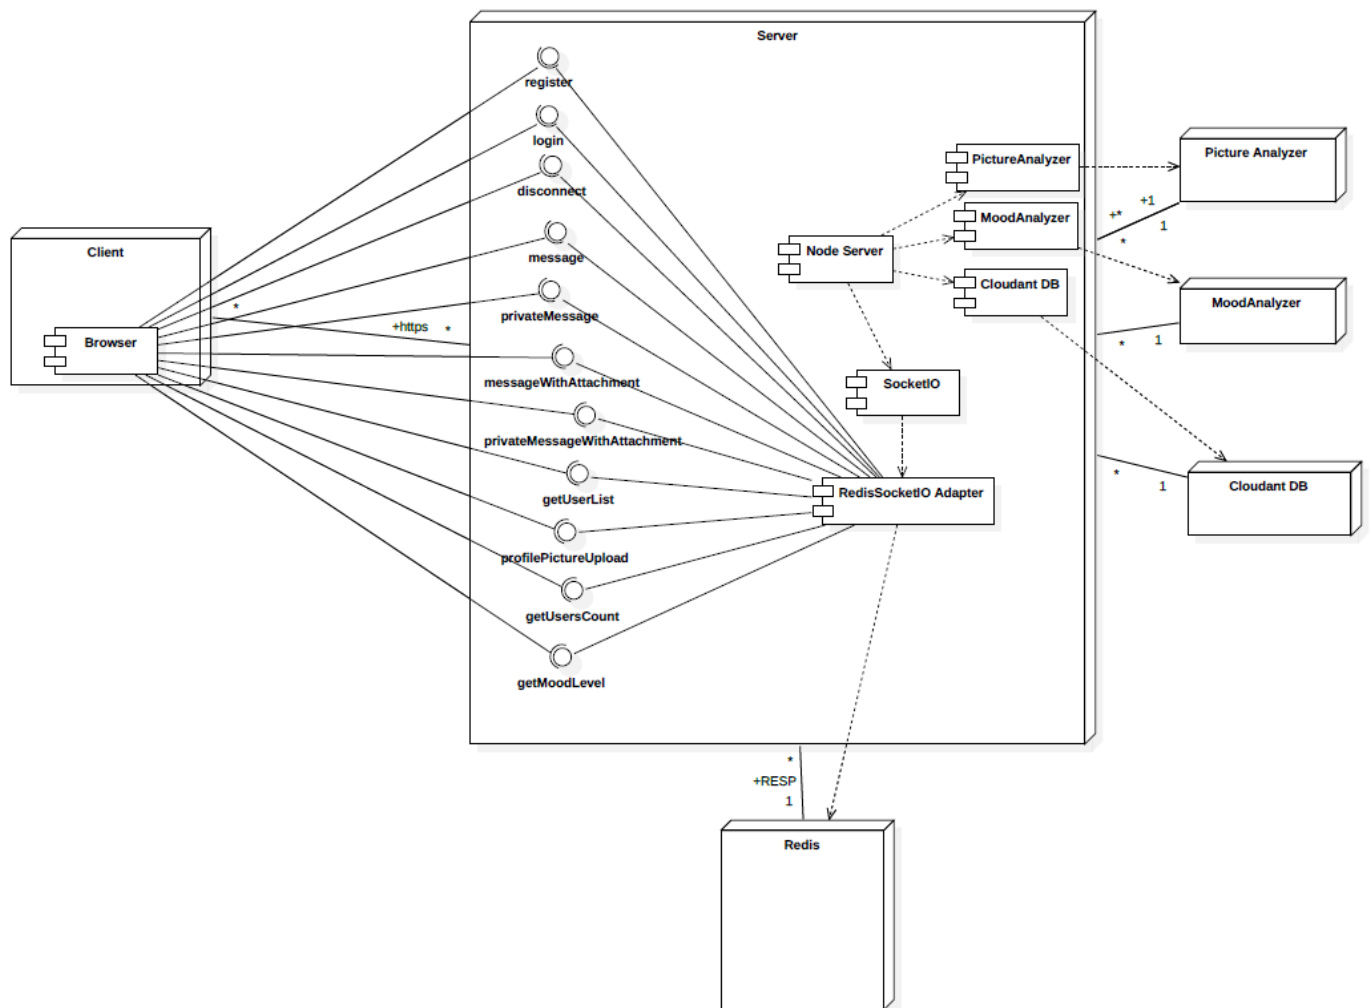 Server
register
login
disconnect
message
privateMessage
messageWithAttachment
privateMessageWithAttachment
getUserList
profilePictureUpload
getUsersCount
getMoodLevel
Client
Browser
*
+https
*
PictureAnalyzer
MoodAnalyzer
Node Server
Cloudant DB
SocketIO
RedisSocketIO Adapter
Picture Analyzer
+1
+*
1
*
MoodAnalyzer
1
*
Cloudant DB
*
1
*
+RESP
1
Redis